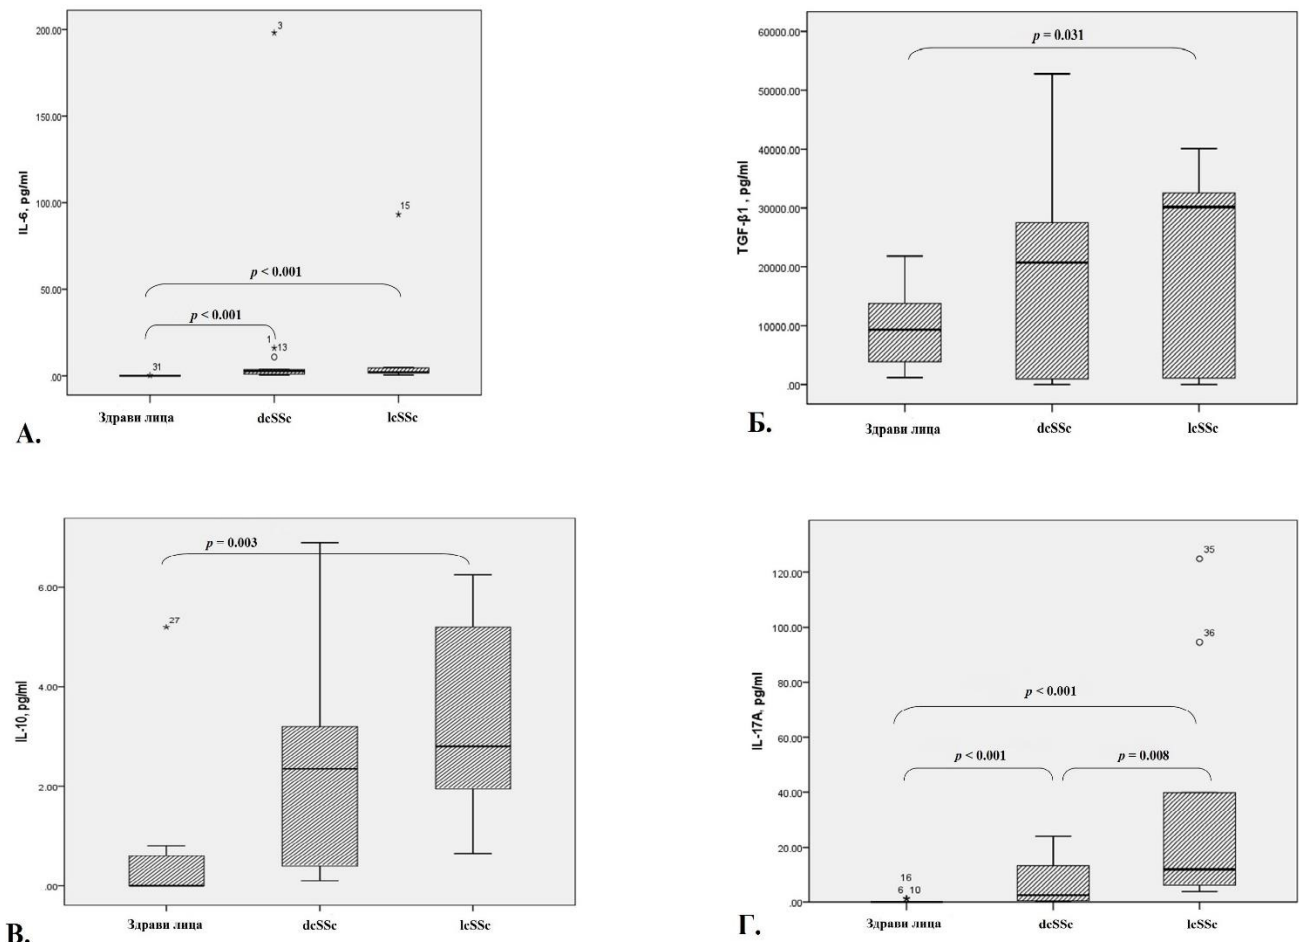 200.00
150.00
100.00
50.00
.00
IL-6, pg/ml
3
15
p < 0.001
p < 0.001
1
13
31
Здрави лица
dcSSc
lcSSc
А.
60000.00
50000.00
40000.00
30000.00
20000.00
10000.00
.00
TGF-β1 , pg/ml
p = 0.031
Здрави лица
dcSSc
lcSSc
Б.
6.00
4.00
2.00
.00
IL-10, pg/ml
p = 0.003
27
Здрави лица
dcSSc
lcSSc
В.
120.00
100.00
80.00
60.00
40.00
20.00
.00
IL-17A, pg/ml
35
36
p < 0.001
p < 0.001
p = 0.008
16
6 10
Здрави лица
dcSSc
lcSSc
Г.